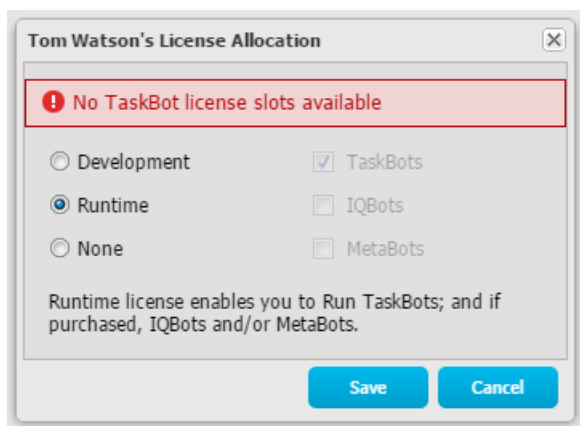 Tom Watson's License Allocation
No TaskBot license slots available
Development
TaskBots
Runtime
IQBots
None
MetaBots
Runtime license enables you to Run TaskBots; and if
purchased, IQBots and/or MetaBots.
Save
Cancel